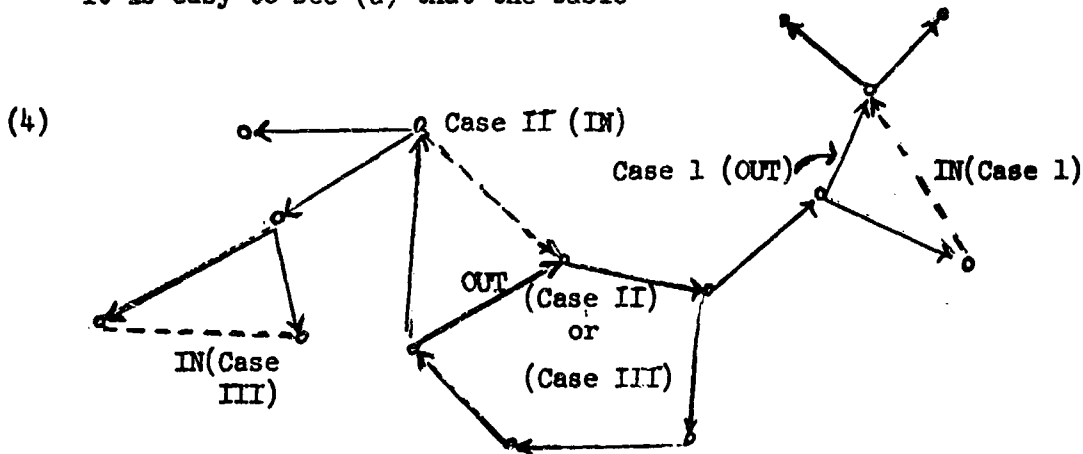 It is easy to see (a) that the basic
(4)
Case II (IN)
Case 1 (OUT)
IN(Case 1)
OUT
(Case II)
or
(Case III)
IN(Case
III)